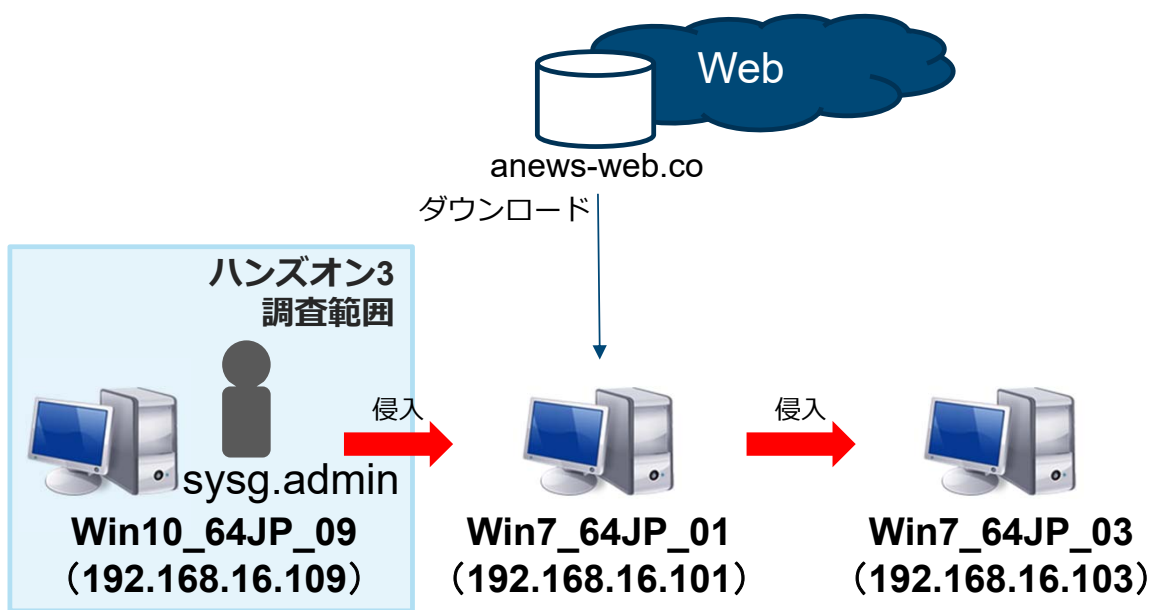 Web
anews-web.co
ダウンロード
ハンズオン3
調査範囲
侵入
侵入
sysg.admin
Win10_64JP_09
（192.168.16.109）
Win7_64JP_01
（192.168.16.101）
Win7_64JP_03
（192.168.16.103）